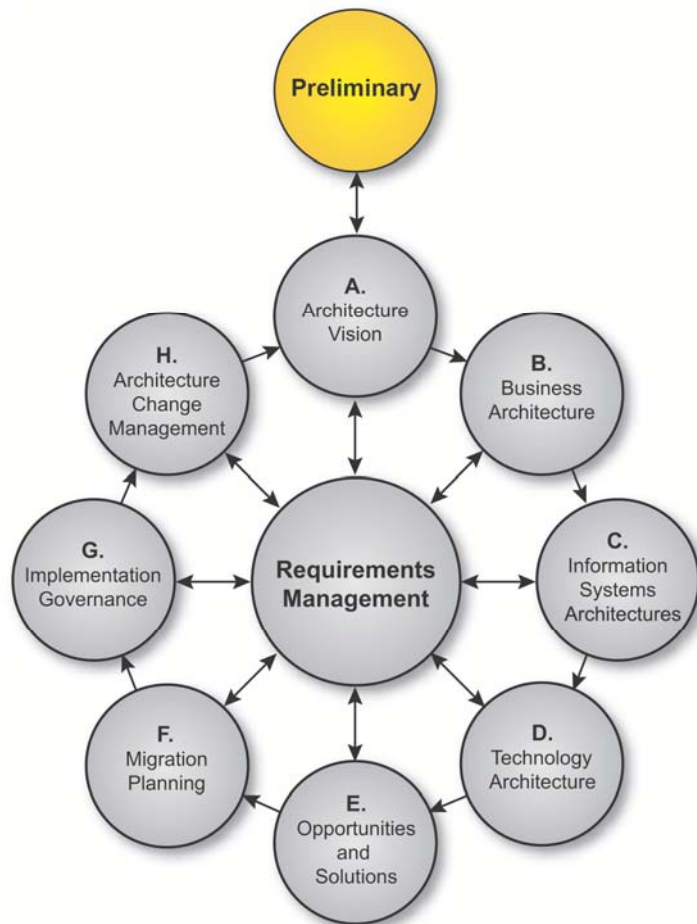 Preliminary
A.
Architecture
Vision
B.
Business
Architecture
C.
Information
Systems
Architectures
D.
Technology
Architecture
E.
Opportunities
and
Solutions
F.
Migration
Planning
G.
Implementation
Governance
H.
Architecture
Change
Management
Requirements
Management